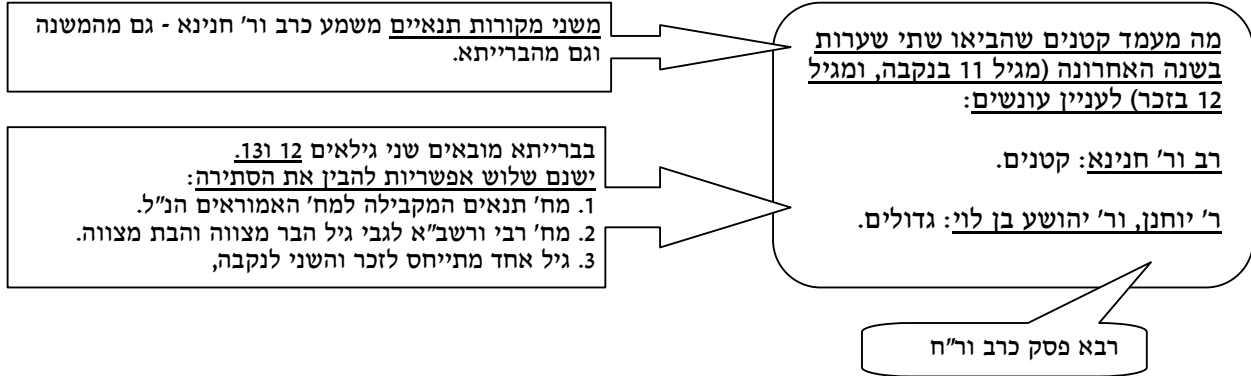 מה מעמד קטנים שהביאו שתי שערות
בשנה האחרונה (מגיל 11 בנקבה, ומגיל
12 בזכר) לעניין עונשים:
רב ור' חנינא: קטנים.
ר' יוחנן, ור' יהושע בן לוי: גדולים.
משני מקורות תנאיים משמע כרב ור' חנינא - גם מהמשנה
וגם מהברייתא.
בברייתא מובאים שני גילאים 12 ו13.
ישנם שלוש אפשריות להבין את הסתירה:
1. מח' תנאים המקבילה למח' האמוראים הנ"ל.
2. מח' רבי ורשב"א לגבי גיל הבר מצווה והבת מצווה.
3. גיל אחד מתייחס לזכר והשני לנקבה,
רבא פסק כרב ור"ח